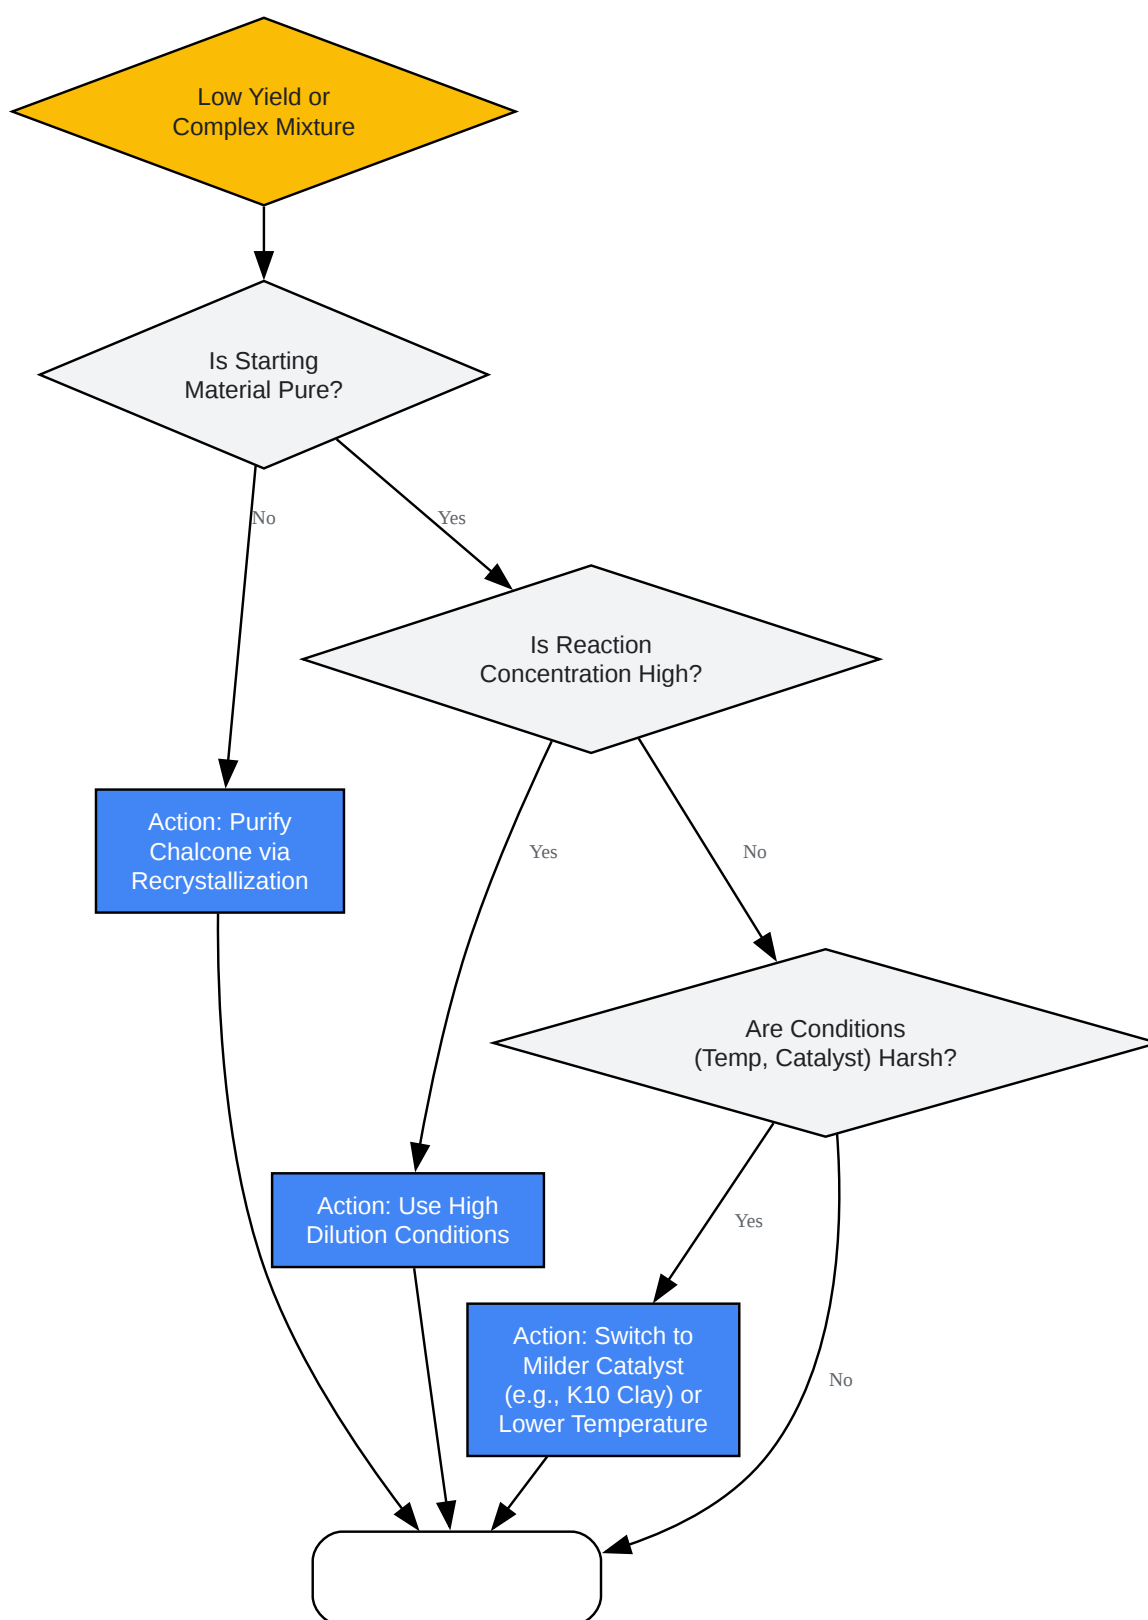 Low Yield or
Complex Mixture
Is Starting
Material Pure?
No
Yes
Is Reaction
Concentration High?
Action: Purify
Chalcone via
Recrystallization
Yes
No
Are Conditions
(Temp, Catalyst) Harsh?
Action: Use High
Dilution Conditions
Yes
Action: Switch to
Milder Catalyst
(e.g., K10 Clay) or
Lower Temperature
No